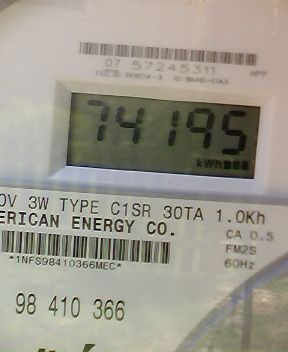 07 57245311
74195
kWh
0V 3W TYPE C1SR 30TA 1.0Kh
ERICAN ENERGY CO.
CA 0.5
FM2S
*1NFS98410366MEC*
60Hz
98 410 366